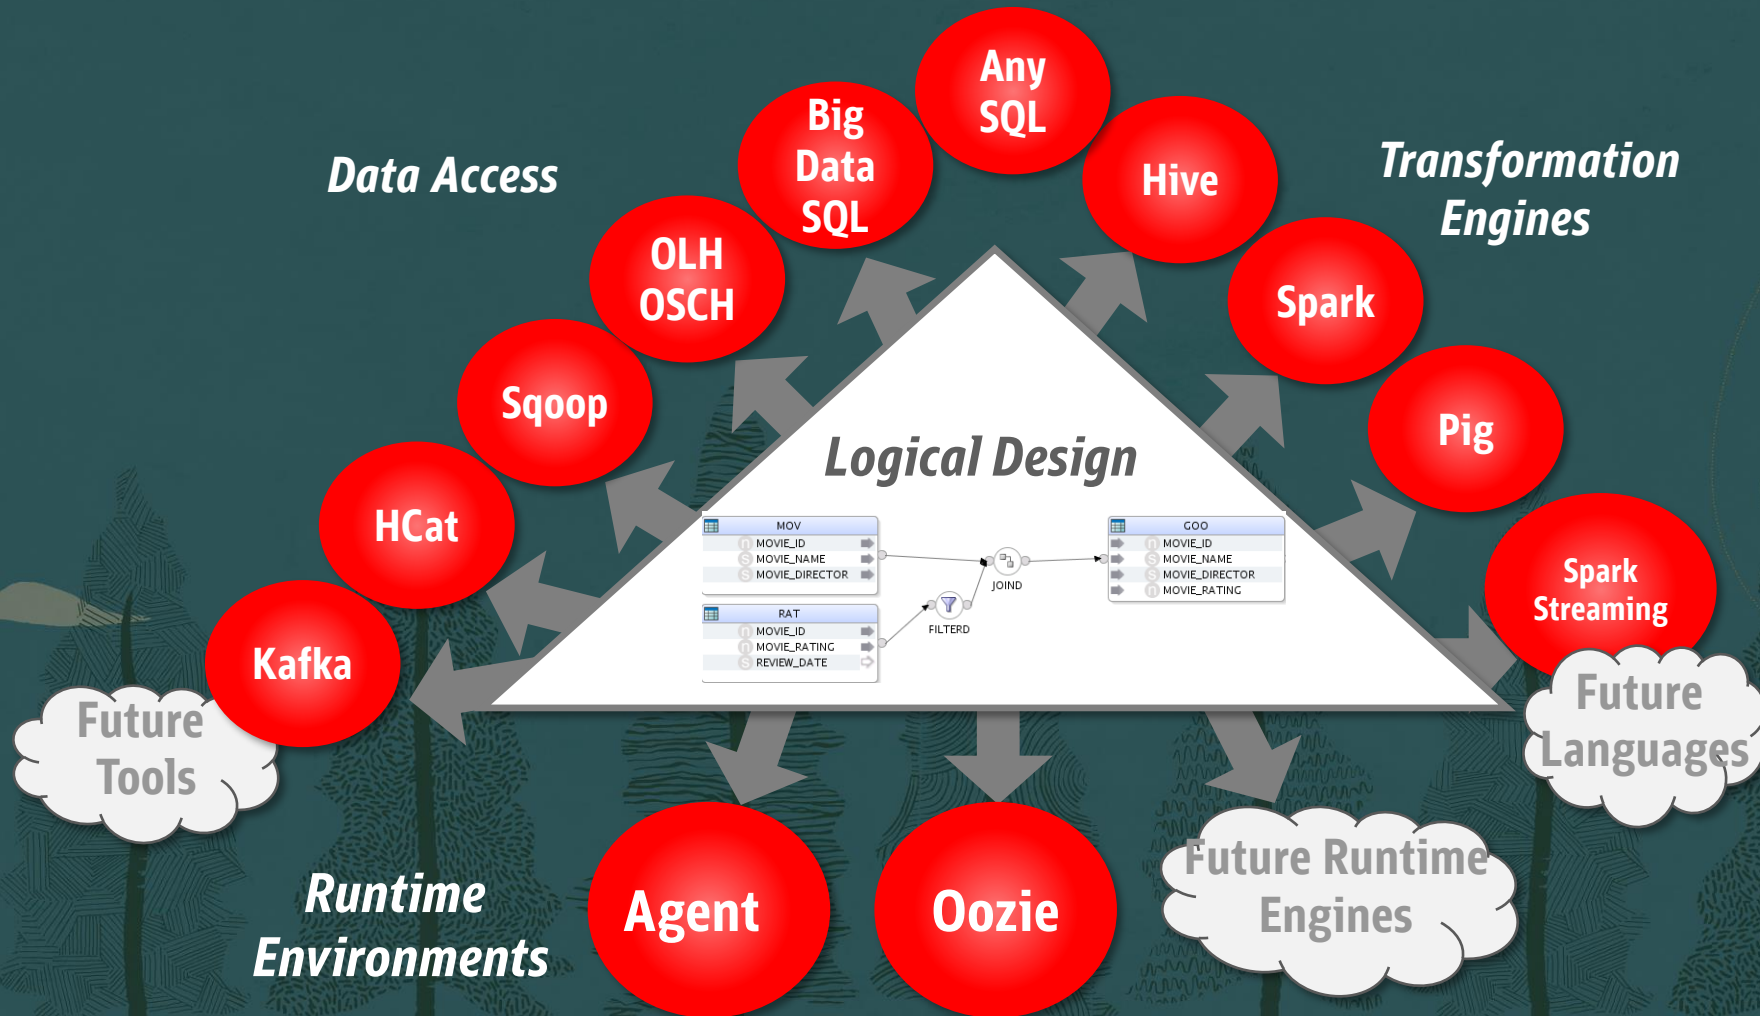 Any
SQL
Big
Data
SQL
Hive
Data Access
Transformation
Engines
OLH
OSCH
Spark
Sqoop
Pig
Logical Design
HCat
MOV
n MOVIE_ID
S MOVIE_NAME
S MOVIE_DIRECTOR
GOO
n MOVIE_ID
S MOVIE_NAME
S MOVIE_DIRECTOR
n MOVIE_RATING
JOIND
RAT
n MOVIE_ID
n MOVIE_RATING
S REVIEW_DATE
FILTERD
Spark
Streaming
Kafka
Future
Tools
Future
Languages
Runtime
Environments
Agent
Oozie
Future Runtime
Engines